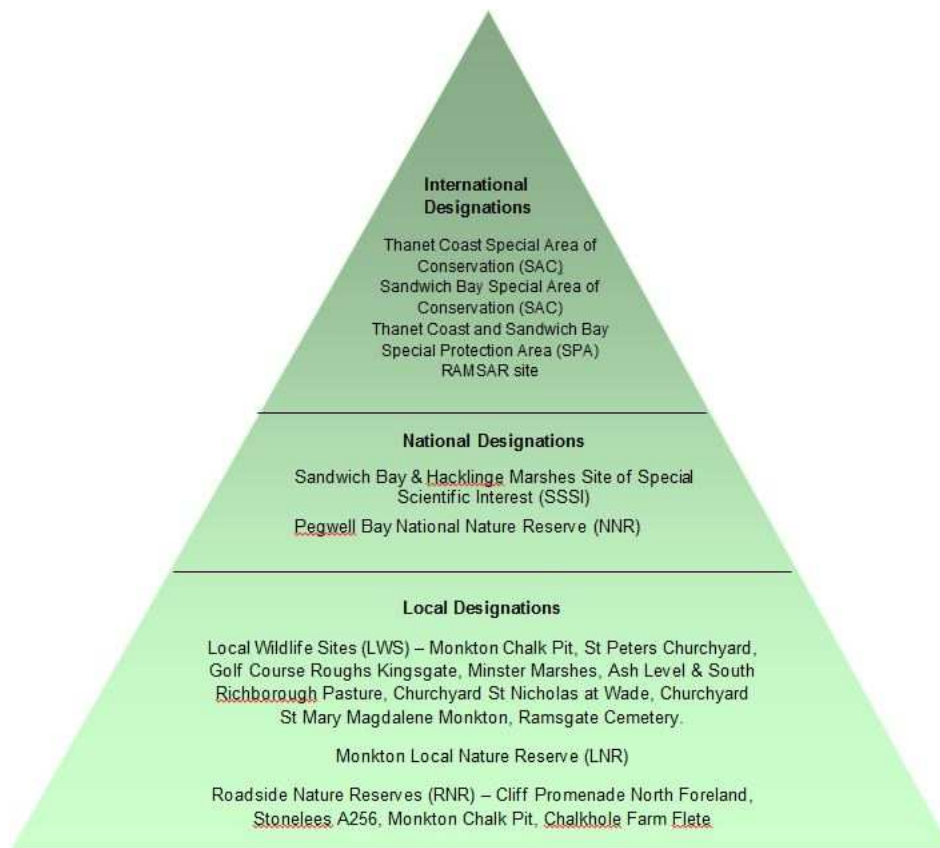 International
Designations
Thanet Coast Special Area of
Conservation (SAC)
Sandwich Bay Special Area of
Conservation (SAC)
Thanet Coast and Sandwich Bay
Special Protection Area (SPA)
RAMSAR site
National Designations
Sandwich Bay & Hacklinge Marshes Site of Special
Scientific Interest (SSSI)
Pegwell Bay National Nature Reserve (NNR)
Local Designations
Local Wildlife Sites (LWS) – Monkton Chalk Pit, St Peters Churchyard,
Golf Course Roughs Kingsgate, Minster Marshes, Ash Level & South
Richborough Pasture, Churchyard St Nicholas at Wade, Churchyard
St Mary Magdalene Monkton, Ramsgate Cemetery.
Monkton Local Nature Reserve (LNR)
Roadside Nature Reserves (RNR) – Cliff Promenade North Foreland,
Stonelees A256, Monkton Chalk Pit, Chalkhole Farm Flete